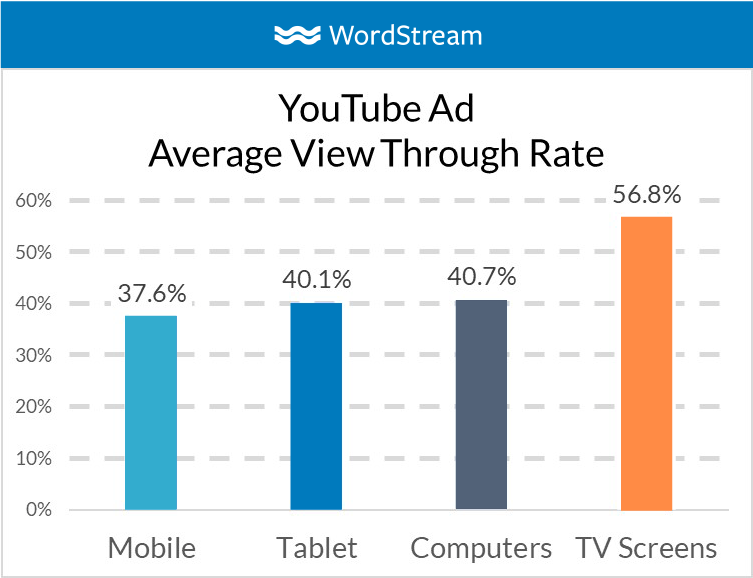 WordStream
YouTube Ad
Average View Through Rate
60%
50%
40%
30%
20%
10%
0%
37.6%
40.1%
40.7%
56.8%
Mobile
Tablet
Computers
TV Screens